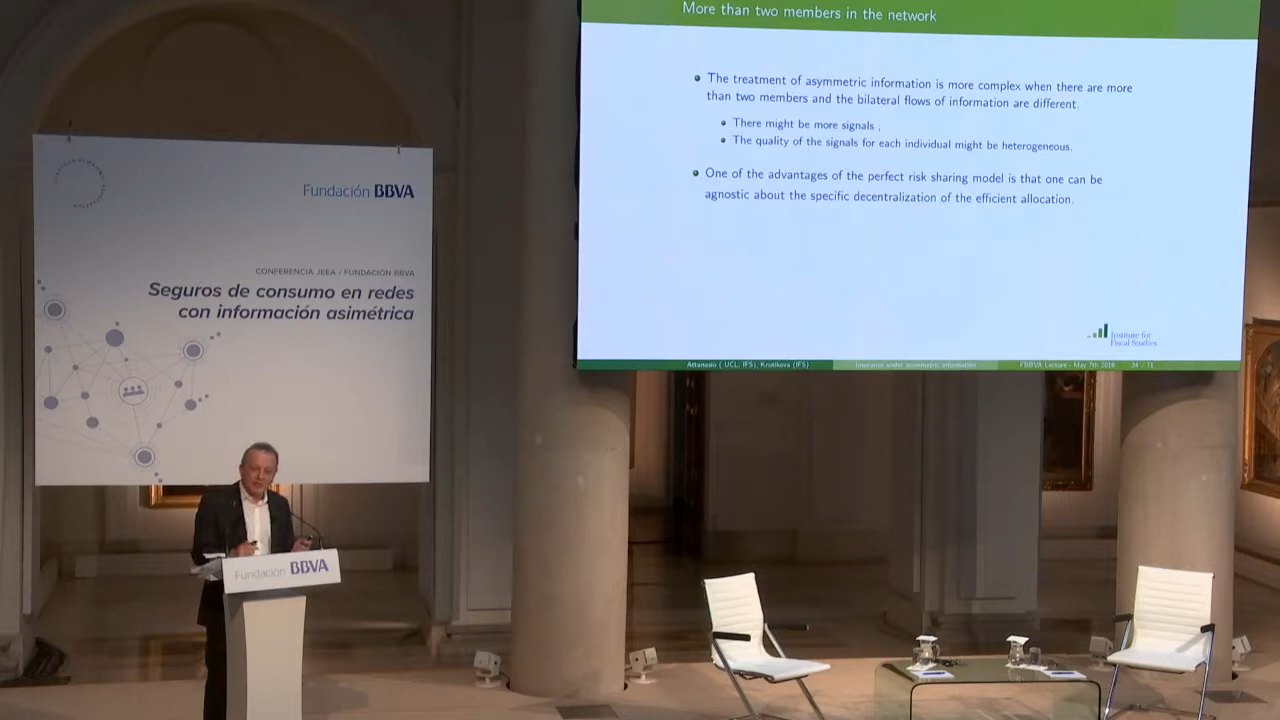 More than two members in the network
The treatment of asymmetric information is more complex when there are more
than two members and the bilateral flows of information are different.
There might be more signals ;
The quality of the signals for each individual might be heterogeneous.
One of the advantages of the perfect risk sharing model is that one can be
agnostic about the specific decentralization of the efficient allocation.
Institute for
Fiscal Studies
Attanasio ( UCL, IFS), Krutikova (IFS)
Insurance under asymmetric information
FBBVA Lecture - May 7th 2019
34 / 71
Fundación BBVA
CONFERENCIA JEEA / FUNDACIÓN BBVA
Seguros de consumo en redes
con información asimétrica
Fundación BBVA